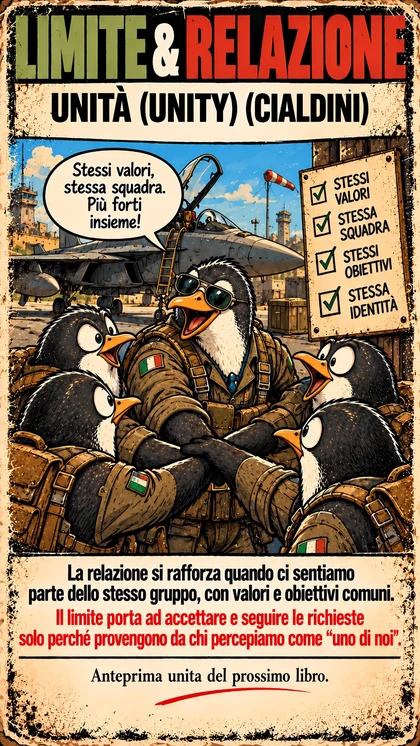 LIMITE & RELAZIONE
UNITÀ (UNITY) (CIALDINI)
Stessi valori,
stessa squadra.
Più forti
insieme!
STESSI
VALORI
STESSA
SQUADRA
STESSI
OBIETTIVI
STESSA
IDENTITÀ
La relazione si rafforza quando ci sentiamo
parte dello stesso gruppo, con valori e obiettivi comuni.
Il limite porta ad accettare e seguire le richieste
solo perché provengono da chi percepiamo come “uno di noi”.
Anteprima unita del prossimo libro.